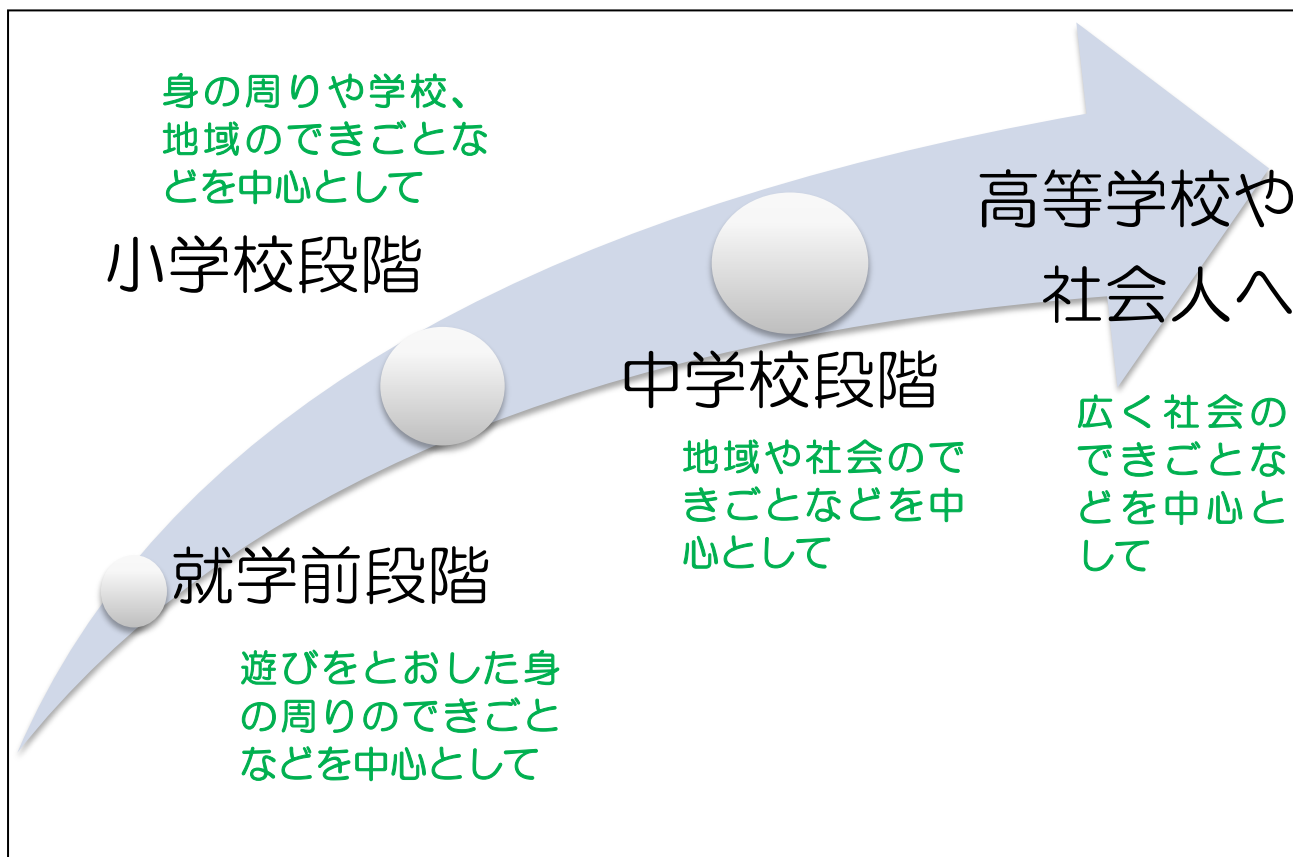 身の周りや学校、
地域のできごとな
どを中心として
小学校段階
高等学校や
社会人へ
中学校段階
地域や社会ので
きごとなどを中
心として
広く社会の
できごとな
どを中心と
して
就学前段階
遊びをとおした身
の周りのできごと
などを中心として